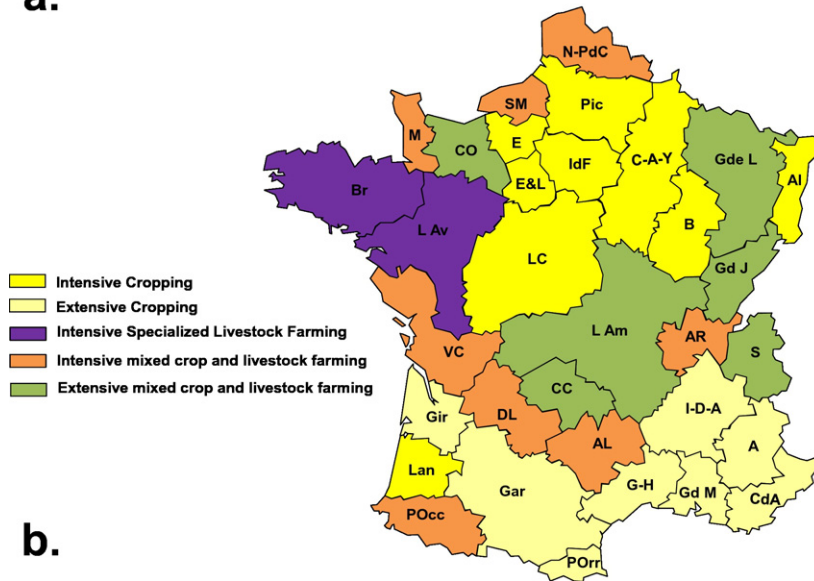 a.
N-PdC
SM
Pic
M
CO
E
IdF
C-A-Y
Gde L
Al
E&L
Br
L Av
B
LC
Gd J
Intensive Cropping
Extensive Cropping
Intensive Specialized Livestock Farming
Intensive mixed crop and livestock farming
Extensive mixed crop and livestock farming
L Am
AR
S
VC
CC
I-D-A
Gir
DL
AL
A
Lan
Gar
G-H
Gd M
CdA
POcc
POrr
b.